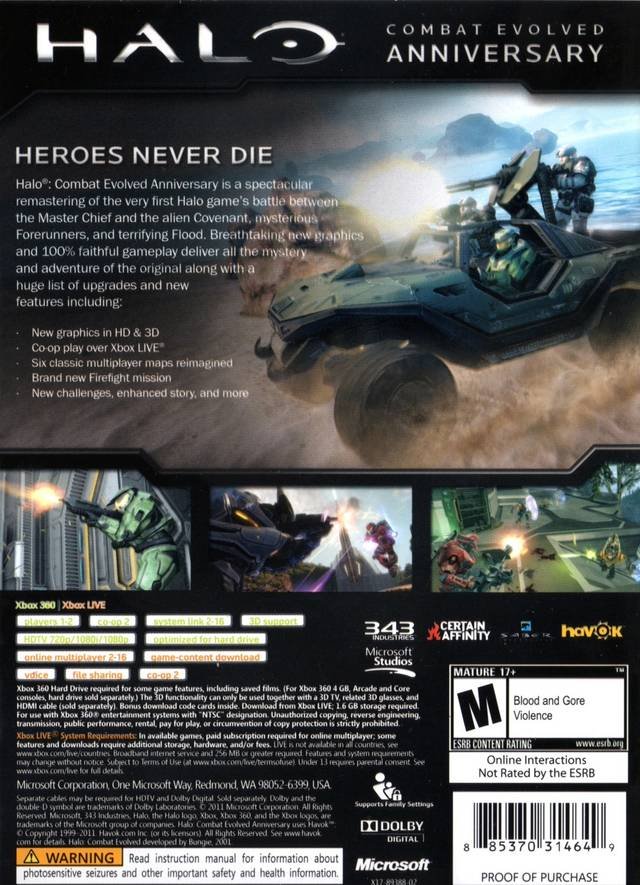 HALO
COMBAT EVOLVED
ANNIVERSARY
HEROES NEVER DIE
Halo®: Combat Evolved Anniversary is a spectacular
remastering of the very first Halo game's battle between
the Master Chief and the alien Covenant, mysterious
Forerunners, and terrifying Flood. Breathtaking new graphics
and 100% faithful gameplay deliver all the mystery
and adventure of the original along with a
huge list of upgrades and new
features including:
· New graphics in HD & 3D
· Co-op play over Xbox LIVE®
· Six classic multiplayer maps reimagined
· Brand new Firefight mission
· New challenges, enhanced story, and more
Xbox 360 | Xbox LIVE
players 1-2 co-op 2 system link 2-16 3D support
HDTV 720p/1080i/1080p optimized for hard drive
online multiplayer 2-16 game-content download
vdice file sharing co-op 2
Xbox 360 Hard Drive required for some game features, including saved films. (For Xbox 360 4 GB, Arcade and Core
consoles, hard drive sold separately.) The 3D functionality can only be used together with a 3D TV, related 3D glasses, and
HDMI cable (sold separately). Bonus download code cards inside. Download from Xbox LIVE; 1.6 GB storage required.
For use with Xbox 360® entertainment systems with "NTSC" designation. Unauthorized copying, reverse engineering,
transmission, public performance, rental, pay for play, or circumvention of copy protection is strictly prohibited.
Xbox LIVE® System Requirements: In available games, paid subscription required for online multiplayer; some
features and downloads require additional storage, hardware, and/or fees. LIVE is not available in all countries, see
www.xbox.com/live/countries. Broadband internet service and 256 MB or greater required. Features and system requirements
may change without notice. Subject to Terms of Use (at www.xbox.com/live/termsofuse). Under 13 requires parental consent. See
www.xbox.com/live for full details.
Microsoft Corporation, One Microsoft Way, Redmond, WA 98052-6399, USA.
Separate cables may be required for HDTV and Dolby Digital. Sold separately. Dolby and the
double D symbol are trademarks of Dolby Laboratories. © 2011 Microsoft Corporation. All Rights
Reserved. Microsoft, 343 Industries, Halo, the Halo logo, Xbox, Xbox 360, and the Xbox logos, are
trademarks of the Microsoft group of companies. Halo: Combat Evolved Anniversary uses Havok™.
© Copyright 1999-2011. Havok.com Inc. (or its licensors). All Rights Reserved. See www.havok.
com for details. Halo: Combat Evolved developed by Bungie, 2001.
WARNING Read instruction manual for information about
photosensitive seizures and other important safety and health information.
343
INDUSTRIES
CERTAIN
AFFINITY
SABER
havok
Microsoft
Studios
Supports Family Settings
DOLBY
DIGITAL
Microsoft
X17-89388-02
MATURE 17+ TM
M
Blood and Gore
Violence
ESRB CONTENT RATING www.esrb.org
Online Interactions
Not Rated by the ESRB
8 85370 31464 9
PROOF OF PURCHASE